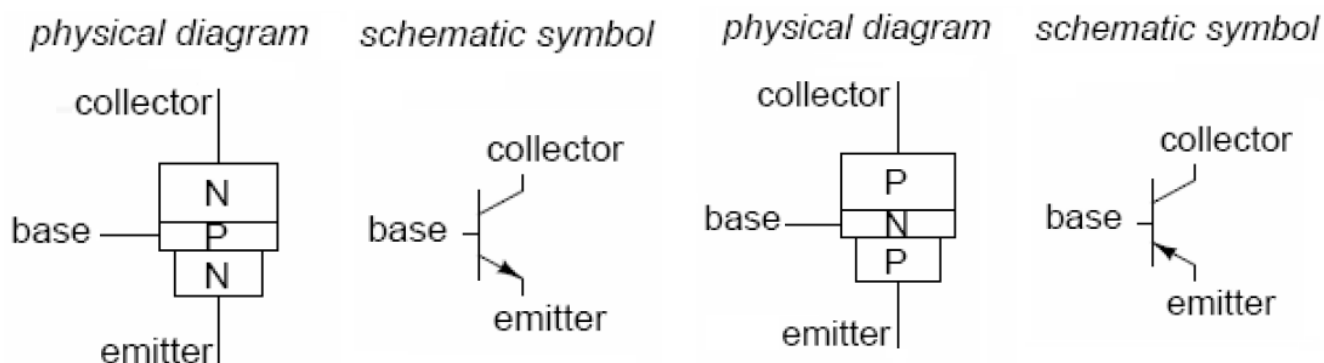 physical diagram
schematic symbol
physical diagram
schematic symbol
collector
N
base
P
N
emitter
collector
base
emitter
collector
P
base
N
P
emitter
collector
base
emitter